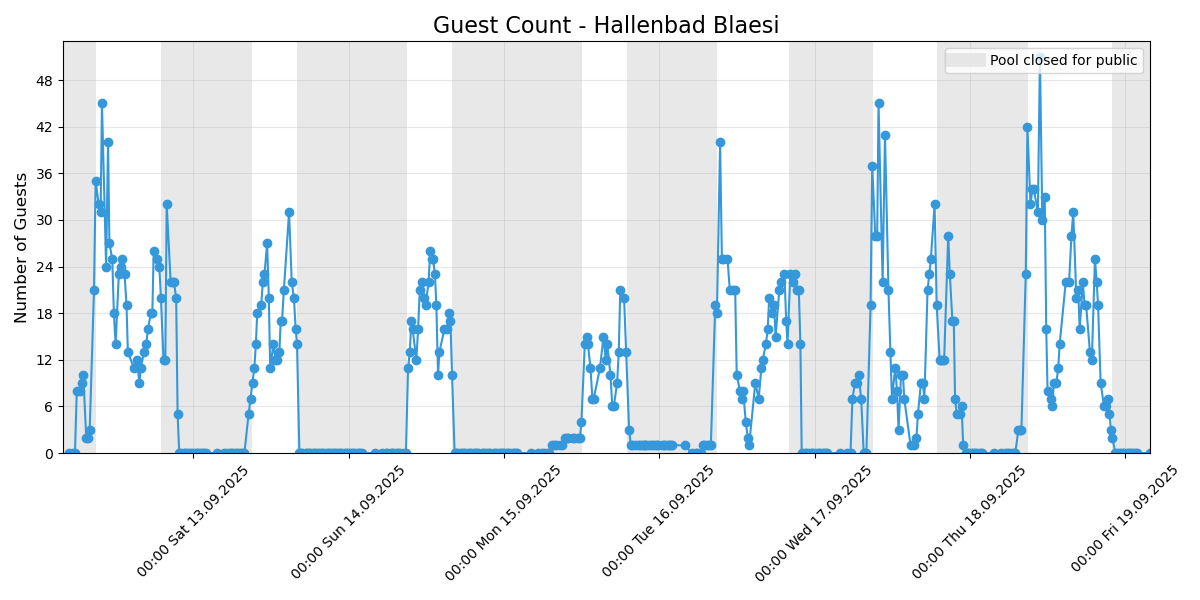 Guest Count - Hallenbad Blaesi
Pool closed for public
Number of Guests
48
42
36
30
24
18
12
6
0
00:00 Sat 13.09.2025
00:00 Sun 14.09.2025
00:00 Mon 15.09.2025
00:00 Tue 16.09.2025
00:00 Wed 17.09.2025
00:00 Thu 18.09.2025
00:00 Fri 19.09.2025